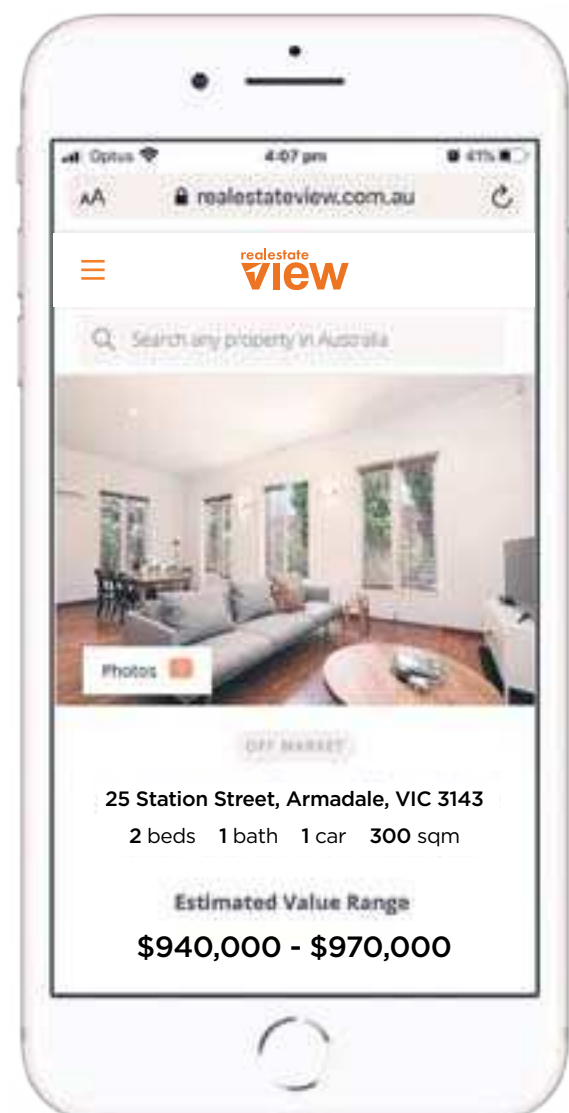 Optus 4:07 pm 41%
AA realestateview.com.au
realestate
view
Search any property in Australia
Photos
OFF MARKET
25 Station Street, Armadale, VIC 3143
2 beds 1 bath 1 car 300 sqm
Estimated Value Range
$940,000 - $970,000